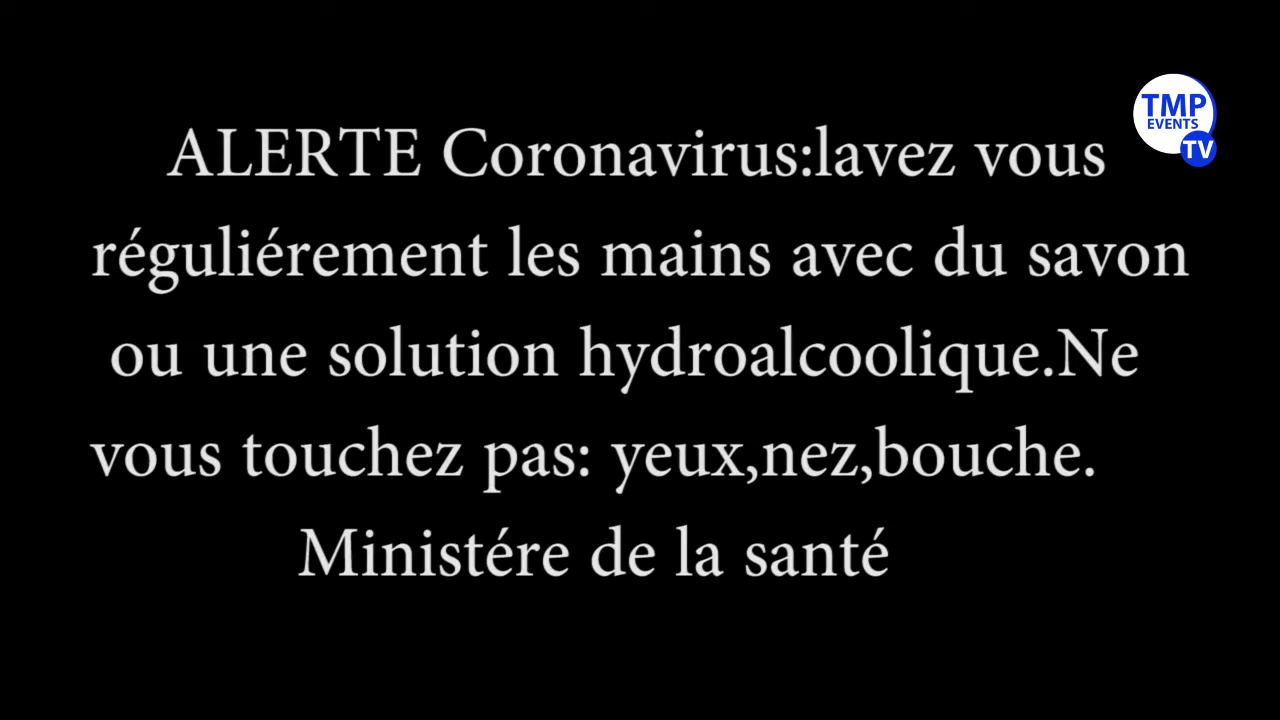 TMP
EVENTS
TV
ALERTE Coronavirus:lavez vous
réguliérement les mains avec du savon
ou une solution hydroalcoolique.Ne
vous touchez pas: yeux,nez,bouche.
Ministére de la santé